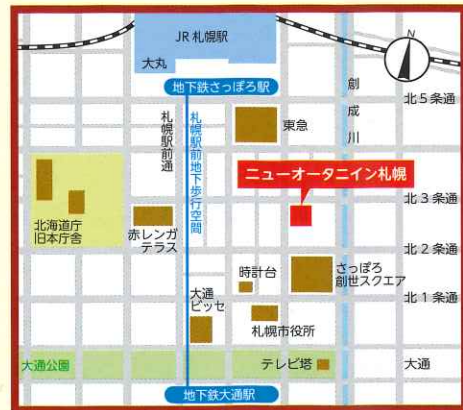 JR札幌駅
N
大丸
地下鉄さっぽろ駅
創成川
北5条通
東急
札幌駅前通
札幌駅前地下歩行空間
ニューオータニイン札幌
北3条通
北海道庁
旧本庁舎
赤レンガ
テラス
北2条通
時計台
さっぽろ
創世スクエア
大通
ビッセ
北1条通
札幌市役所
大通公園
テレビ塔
大通
地下鉄大通駅